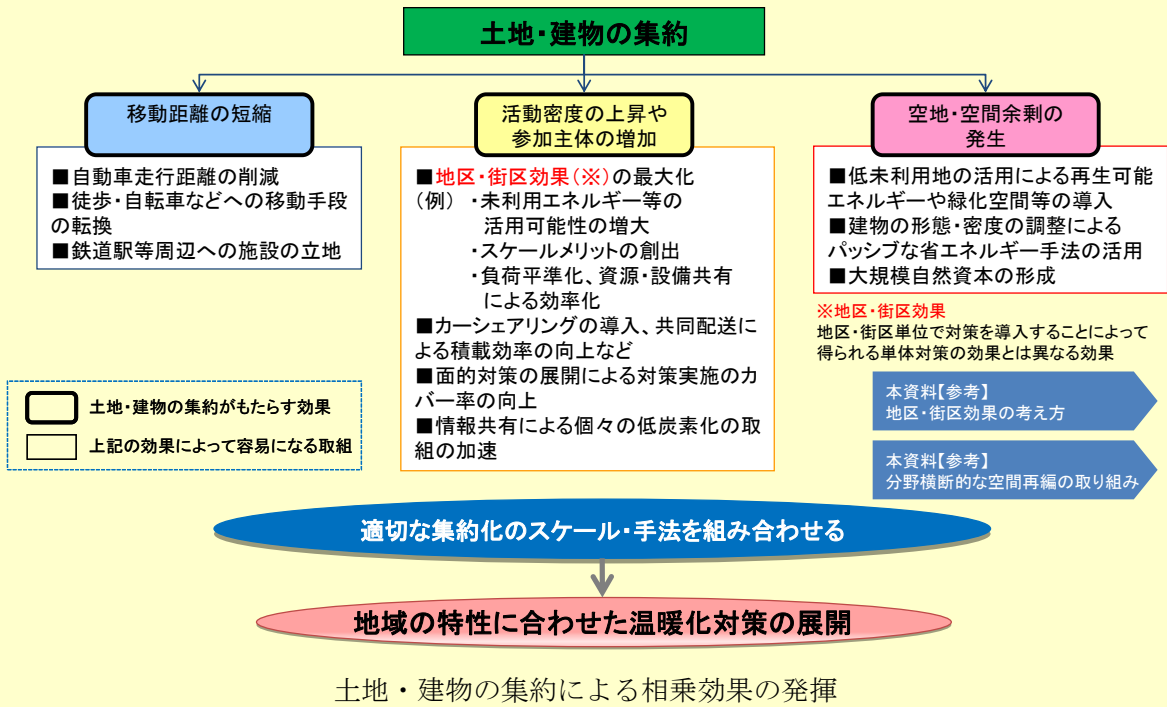 土地・建物の集約
移動距離の短縮
■自動車走行距離の削減
■徒歩・自転車などへの移動手段
の転換
■鉄道駅等周辺への施設の立地
活動密度の上昇や
参加主体の増加
■地区・街区効果(※)の最大化
(例) ・未利用エネルギー等の
活用可能性の増大
・スケールメリットの創出
・負荷平準化、資源・設備共有
による効率化
■カーシェアリングの導入、共同配送に
よる積載効率の向上など
■面的対策の展開による対策実施のカ
バー率の向上
■情報共有による個々の低炭素化の取
組の加速
空地・空間余剰の
発生
■低未利用地の活用による再生可能
エネルギーや緑化空間等の導入
■建物の形態・密度の調整による
パッシブな省エネルギー手法の活用
■大規模自然資本の形成
※地区・街区効果
地区・街区単位で対策を導入することによって
得られる単体対策の効果とは異なる効果
本資料【参考】
地区・街区効果の考え方
本資料【参考】
分野横断的な空間再編の取り組み
土地・建物の集約がもたらす効果
上記の効果によって容易になる取組
適切な集約化のスケール・手法を組み合わせる
地域の特性に合わせた温暖化対策の展開
土地・建物の集約による相乗効果の発揮